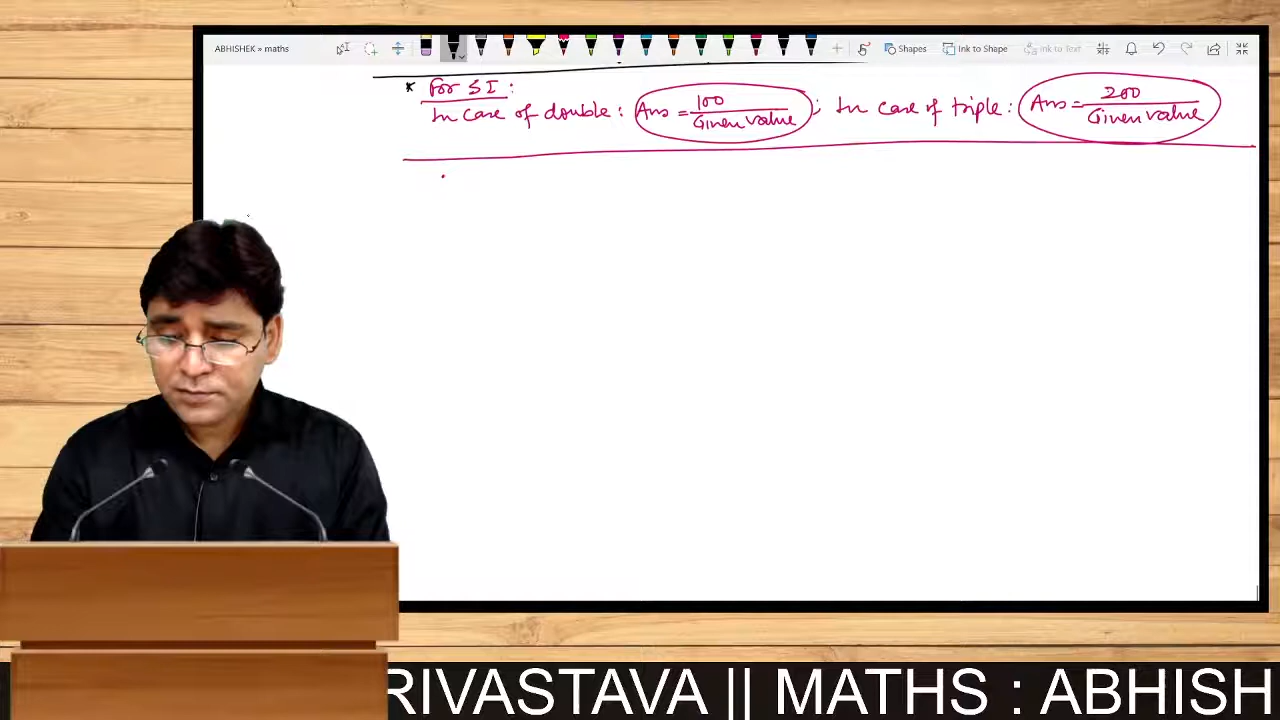 ABHISHEK » maths
Shapes
Ink to Shape
Ink to Text
* For SI:
In case of double: Ans = 100/Given value ; In case of triple: Ans = 200/Given value
RIVASTAVA || MATHS : ABHISH